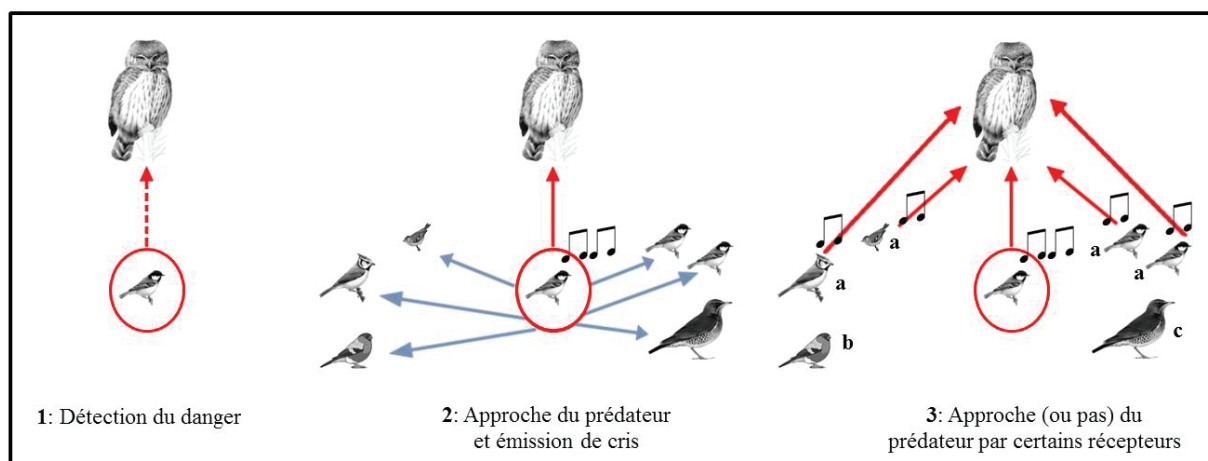 a
a
a
a
b
c
1: Détection du danger
2: Approche du prédateur
et émission de cris
3: Approche (ou pas) du
prédateur par certains récepteurs